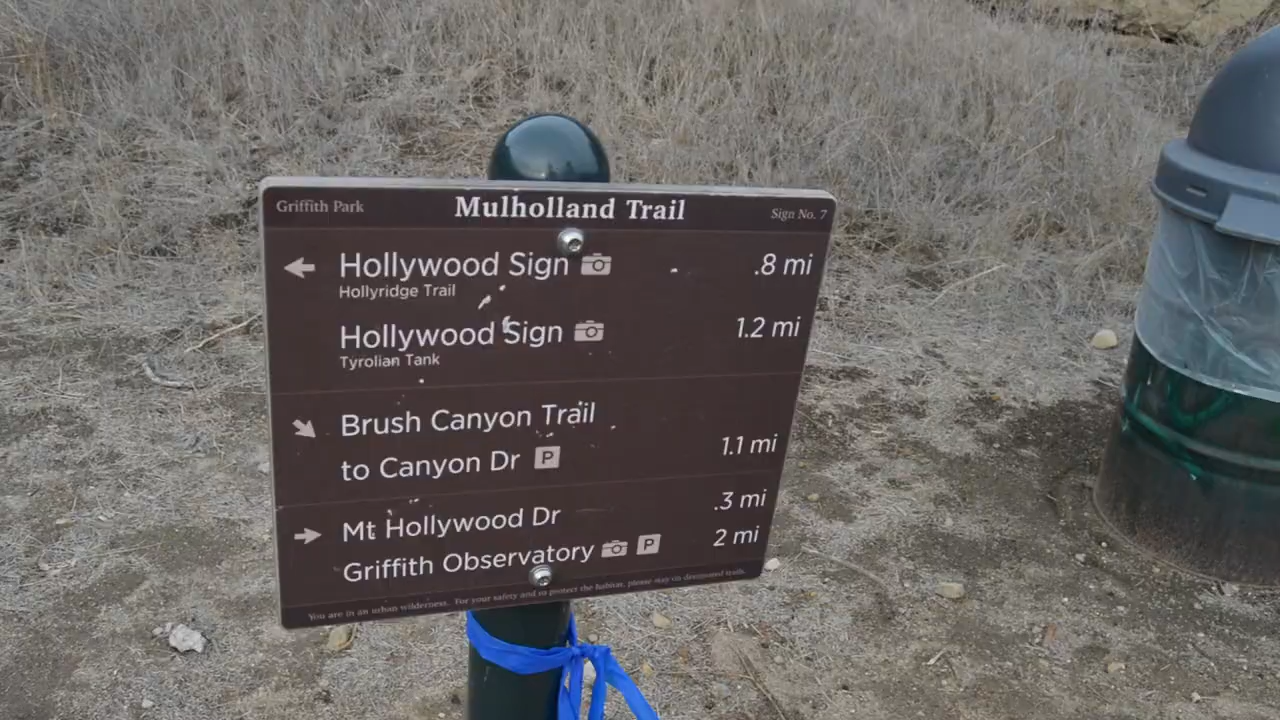 Griffith Park Mulholland Trail Sign No. 7
Hollywood Sign .8 mi
Hollyridge Trail
Hollywood Sign 1.2 mi
Tyrolian Tank
Brush Canyon Trail
to Canyon Dr P 1.1 mi
Mt Hollywood Dr .3 mi
Griffith Observatory P 2 mi
You are in an urban wilderness. For your safety and to protect the habitat, please stay on designated trails.